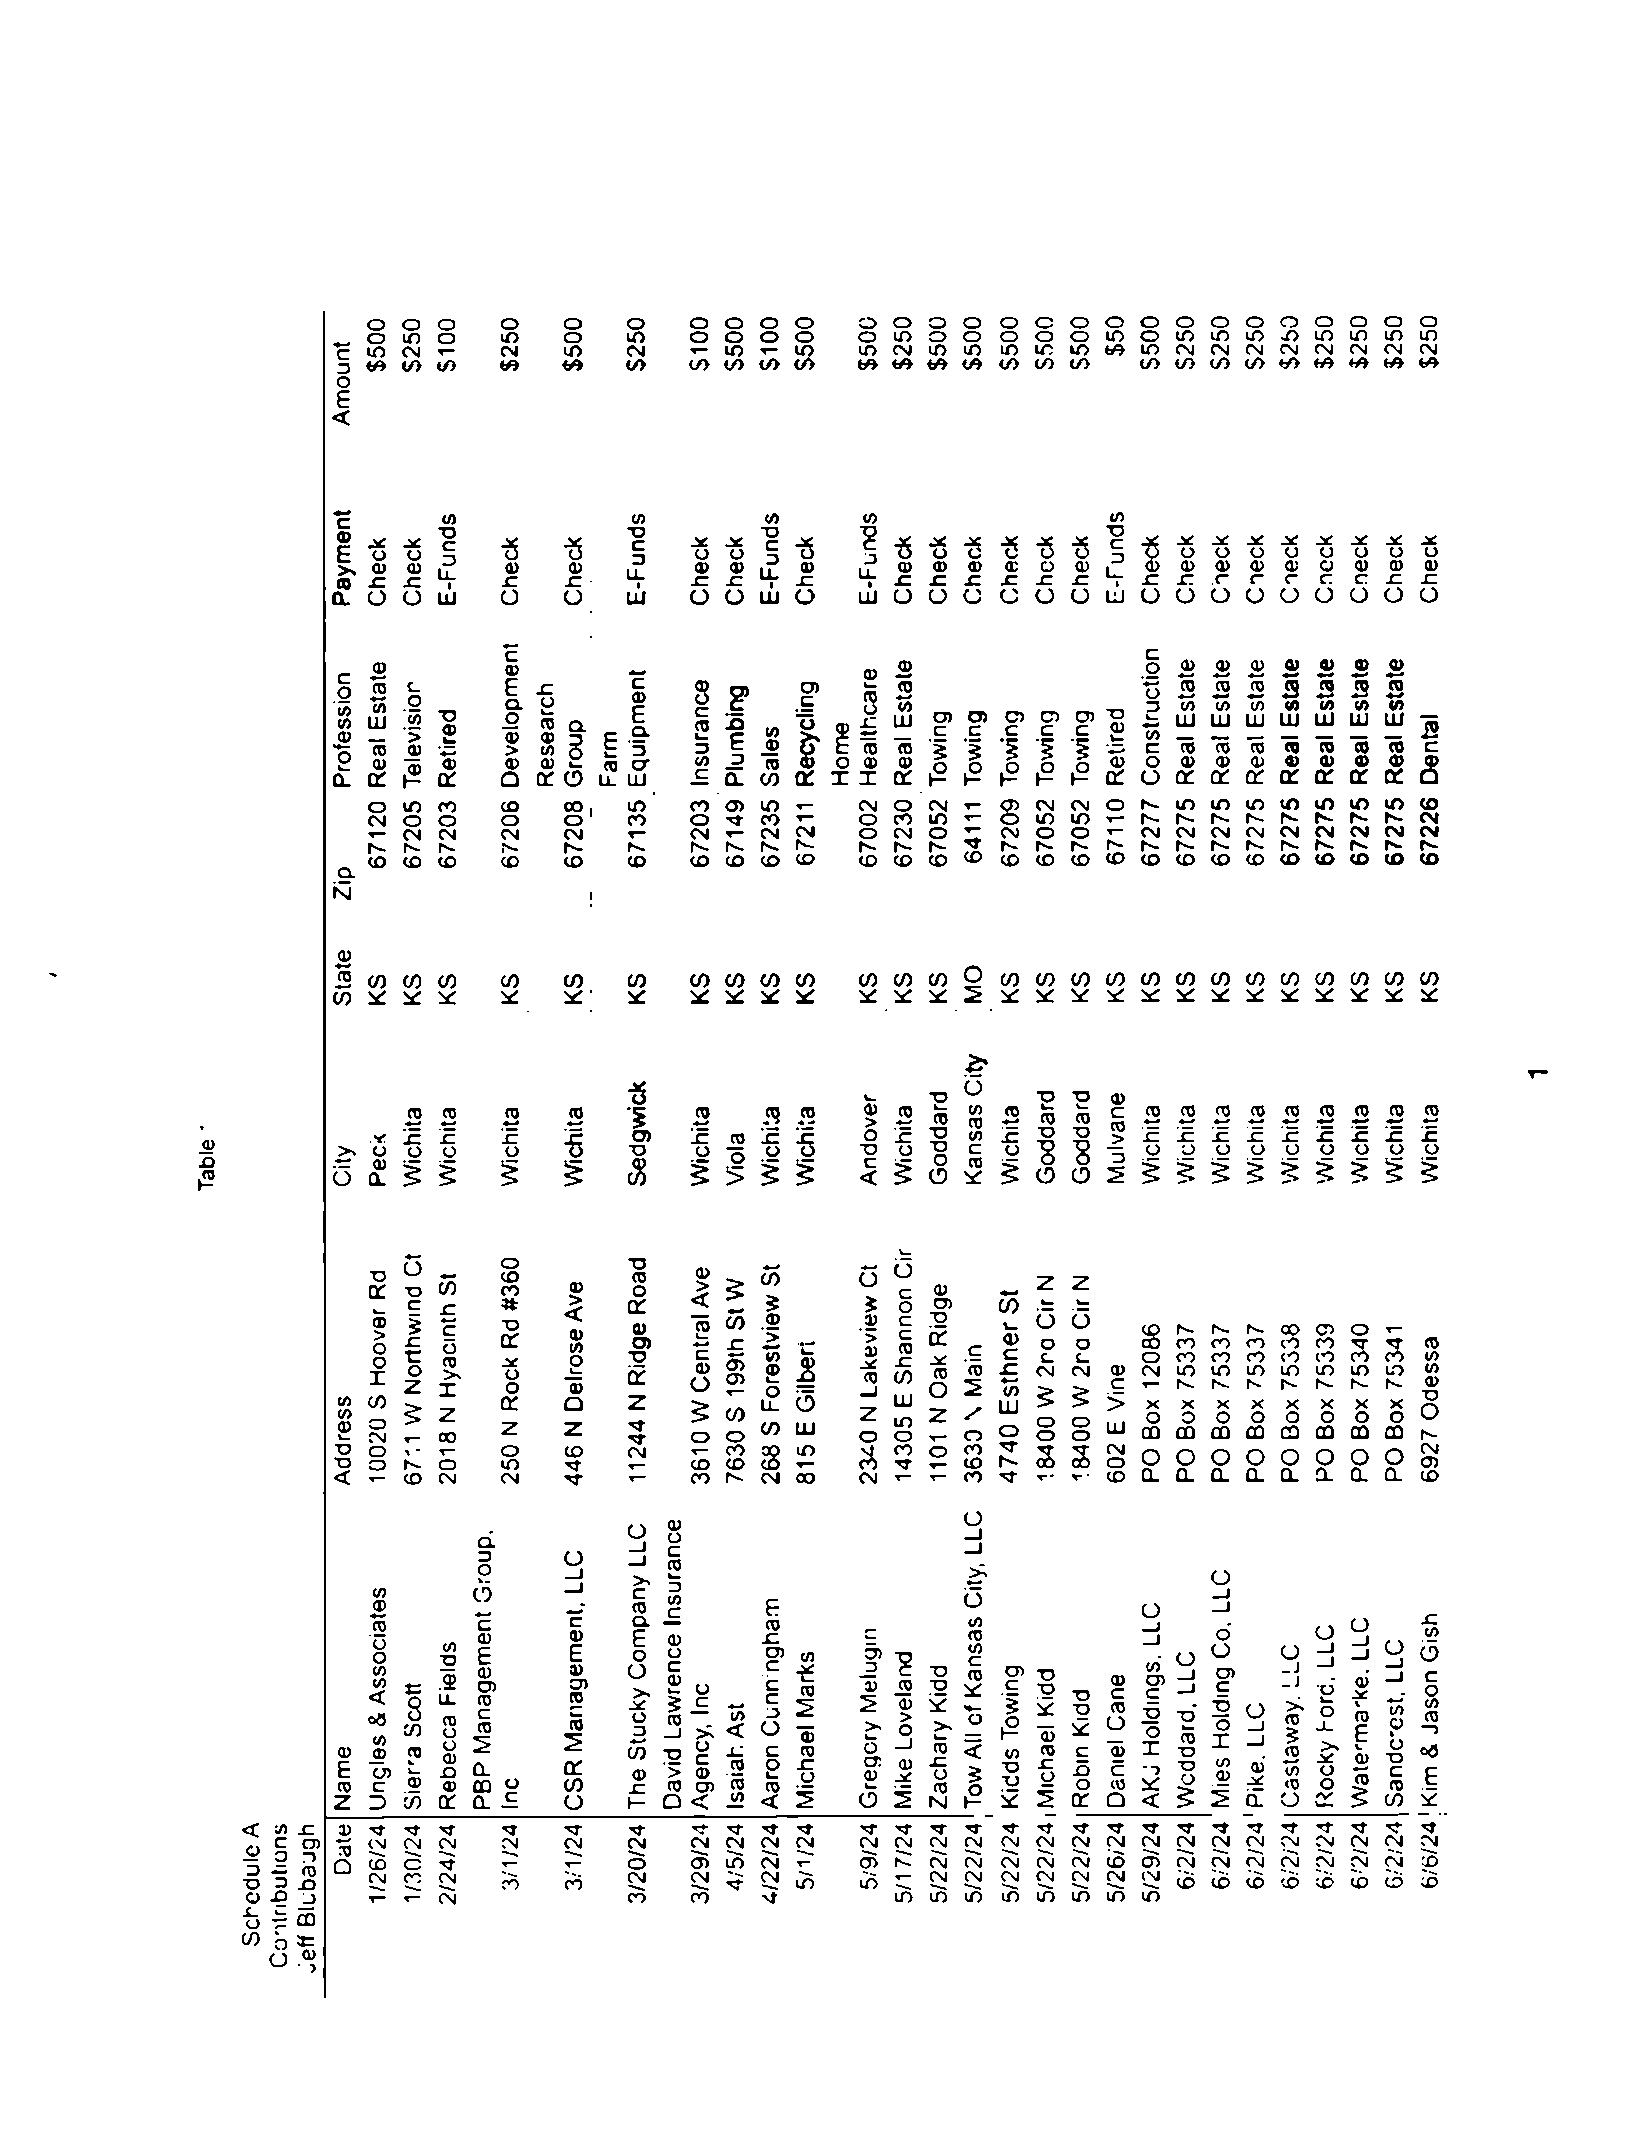 Table
Schedule A
Contributions
Jeff Blubaugh
Date Name Address City State Zip Profession Payment Amount
1/26/24 Ungles & Associates 10020 S Hoover Rd Peck KS 67120 Real Estate Check $500
1/30/24 Sierra Scott 6711 W Northwind Ct Wichita KS 67205 Television Check $250
2/24/24 Rebecca Fields 2018 N Hyacinth St Wichita KS 67203 Retired E-Funds $100
PBP Management Group,
3/1/24 Inc 250 N Rock Rd #360 Wichita KS 67206 Development Check $250
Research
3/1/24 CSR Management, LLC 446 N Delrose Ave Wichita KS 67208 Group Check $500
Farm
3/20/24 The Stucky Company LLC 11244 N Ridge Road Sedgwick KS 67135 Equipment E-Funds $250
David Lawrence Insurance
3/29/24 Agency, Inc 3610 W Central Ave Wichita KS 67203 Insurance Check $100
4/5/24 Isaiah Ast 7630 S 199th St W Viola KS 67149 Plumbing Check $500
4/22/24 Aaron Cunningham 268 S Forestview St Wichita KS 67235 Sales E-Funds $100
5/1/24 Michael Marks 815 E Gilbert Wichita KS 67211 Recycling Check $500
Home
5/9/24 Gregory Melugin 2340 N Lakeview Ct Andover KS 67002 Healthcare E-Funds $500
5/17/24 Mike Loveland 14305 E Shannon Cir Wichita KS 67230 Real Estate Check $250
5/22/24 Zachary Kidd 1101 N Oak Ridge Goddard KS 67052 Towing Check $500
5/22/24 Tow All of Kansas City, LLC 3630 Main Kansas City MO 64111 Towing Check $500
5/22/24 Kidds Towing 4740 Esthner St Wichita KS 67209 Towing Check $500
5/22/24 Michael Kidd 18400 W 2nd Cir N Goddard KS 67052 Towing Check $500
5/22/24 Robin Kidd 18400 W 2nd Cir N Goddard KS 67052 Towing Check $500
5/26/24 Daniel Cane 602 E Vine Mulvane KS 67110 Retired E-Funds $50
5/29/24 AKJ Holdings, LLC PO Box 12086 Wichita KS 67277 Construction Check $500
6/2/24 Woddard, LLC PO Box 75337 Wichita KS 67275 Real Estate Check $250
6/2/24 Mies Holding Co, LLC PO Box 75337 Wichita KS 67275 Real Estate Check $250
6/2/24 Pike, LLC PO Box 75337 Wichita KS 67275 Real Estate Check $250
6/2/24 Castaway, LLC PO Box 75338 Wichita KS 67275 Real Estate Check $250
6/2/24 Rocky Ford, LLC PO Box 75339 Wichita KS 67275 Real Estate Check $250
6/2/24 Watermarke, LLC PO Box 75340 Wichita KS 67275 Real Estate Check $250
6/2/24 Sandcrest, LLC PO Box 75341 Wichita KS 67275 Real Estate Check $250
6/6/24 Kim & Jason Gish 6927 Odessa Wichita KS 67226 Dental Check $250
1